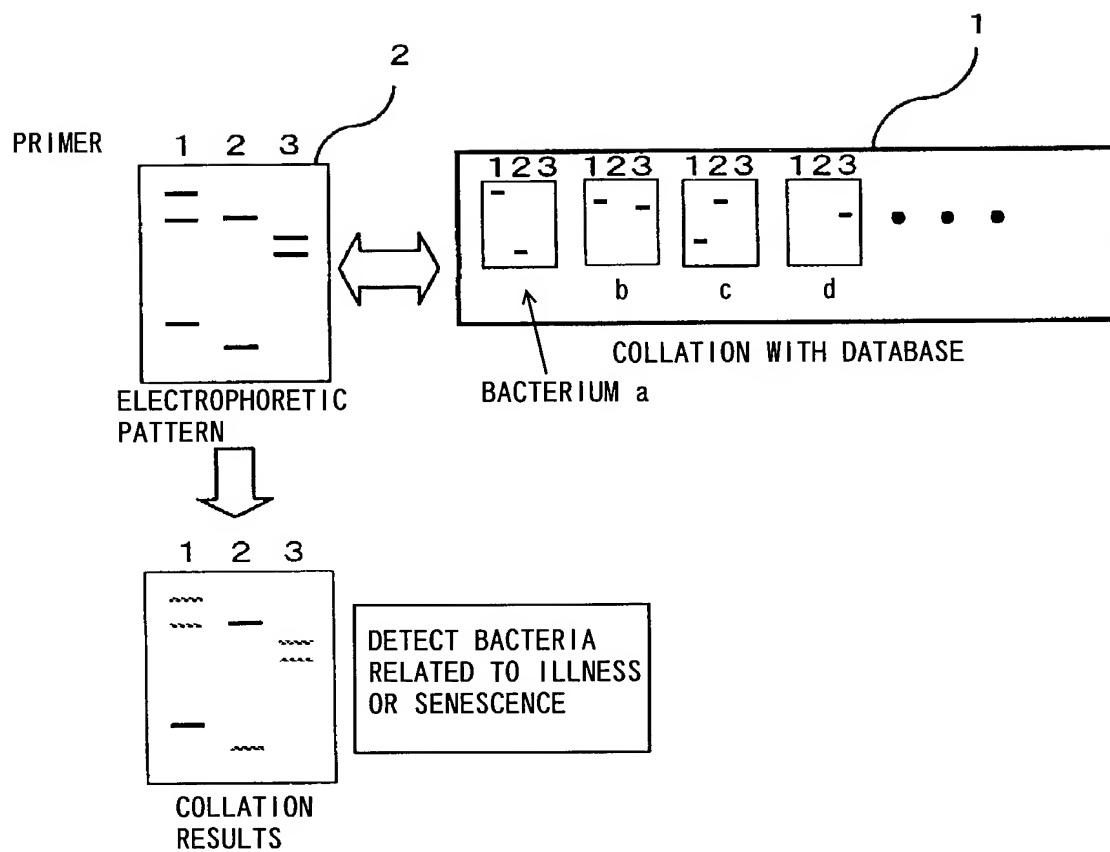 2
1
PRIMER
1 2 3
123 123 123 123
b c d
COLLATION WITH DATABASE
BACTERIUM a
ELECTROPHORETIC
PATTERN
1 2 3
DETECT BACTERIA
RELATED TO ILLNESS
OR SENESCENCE
COLLATION
RESULTS